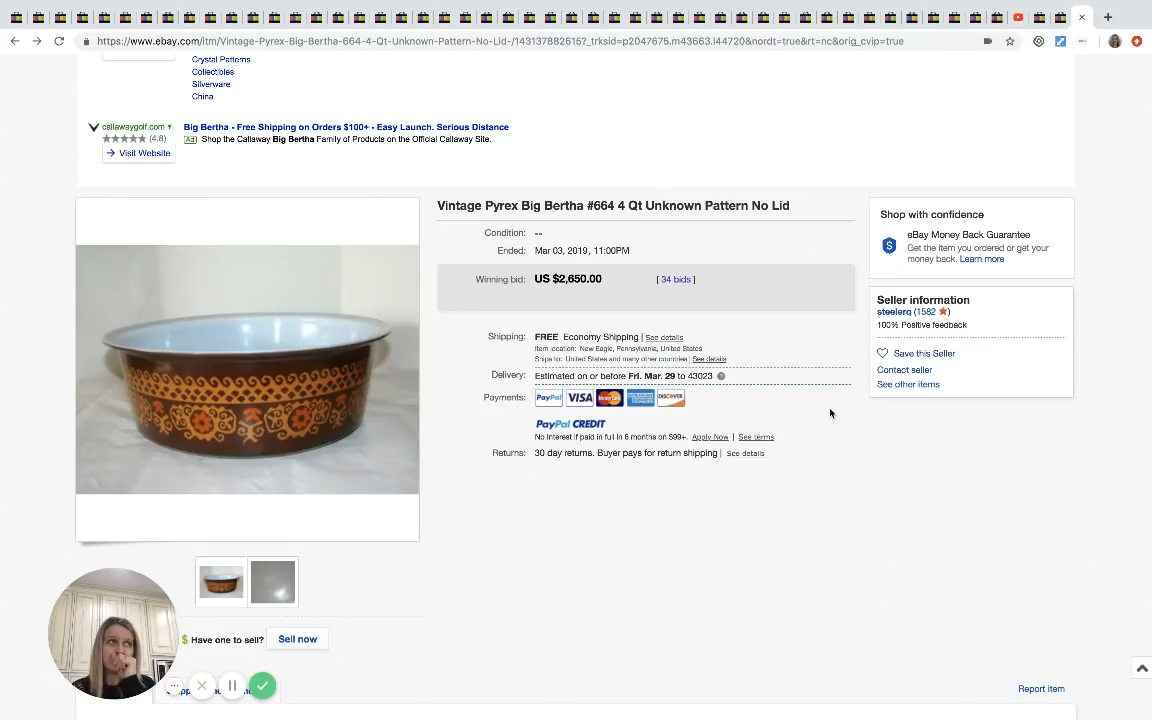 https://www.ebay.com/itm/Vintage-Pyrex-Big-Bertha-664-4-Qt-Unknown-Pattern-No-Lid-/143137882615?_trksid=p2047675.m43663.l44720&nordt=true&rt=nc&orig_cvip=true
Crystal Patterns
Collectibles
Silverware
China
callawaygolf.com
(4.8)
Visit Website
Big Bertha - Free Shipping on Orders $100+ - Easy Launch. Serious Distance
Ad Shop the Callaway Big Bertha Family of Products on the Official Callaway Site.
Vintage Pyrex Big Bertha #664 4 Qt Unknown Pattern No Lid
Condition: --
Ended: Mar 03, 2019 , 11:00PM
Winning bid: US $2,650.00 [ 34 bids ]
Shipping: FREE Economy Shipping | See details
Item location: New Eagle, Pennsylvania, United States
Ships to: United States and many other countries | See details
Delivery: Estimated on or before Fri. Mar. 29 to 43023
Payments: PayPal VISA MasterCard AMERICAN EXPRESS DISCOVER
PayPal CREDIT
No Interest if paid in full in 6 months on $99+. Apply Now | See terms
Returns: 30 day returns. Buyer pays for return shipping | See details
Shop with confidence
eBay Money Back Guarantee
Get the item you ordered or get your
money back. Learn more
Seller information
steelerq (1582 )
100% Positive feedback
Save this Seller
Contact seller
See other items
$ Have one to sell? Sell now
Report item